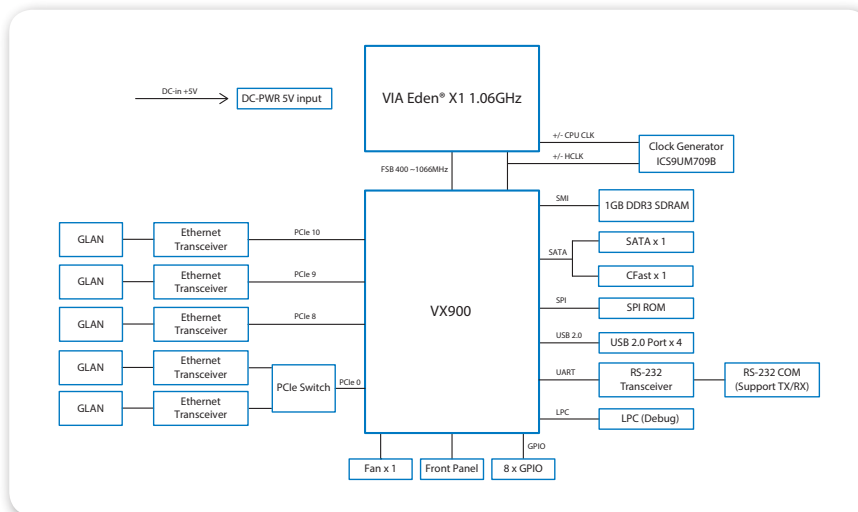 VIA Eden® X1 1.06GHz
DC-in +5V
DC-PWR 5V input
+/- CPU CLK
+/- HCLK
Clock Generator
ICS9UM709B
FSB 400 ~1066MHz
VX900
SMI
1GB DDR3 SDRAM
SATA
SATA x 1
CFast x 1
SPI
SPI ROM
USB 2.0
USB 2.0 Port x 4
UART
RS-232
Transceiver
RS-232 COM
(Support TX/RX)
LPC
LPC (Debug)
GLAN
Ethernet
Transceiver
PCIe 10
GLAN
Ethernet
Transceiver
PCIe 9
GLAN
Ethernet
Transceiver
PCIe 8
GLAN
Ethernet
Transceiver
PCIe Switch
PCIe 0
GLAN
Ethernet
Transceiver
GPIO
Fan x 1
Front Panel
8 x GPIO